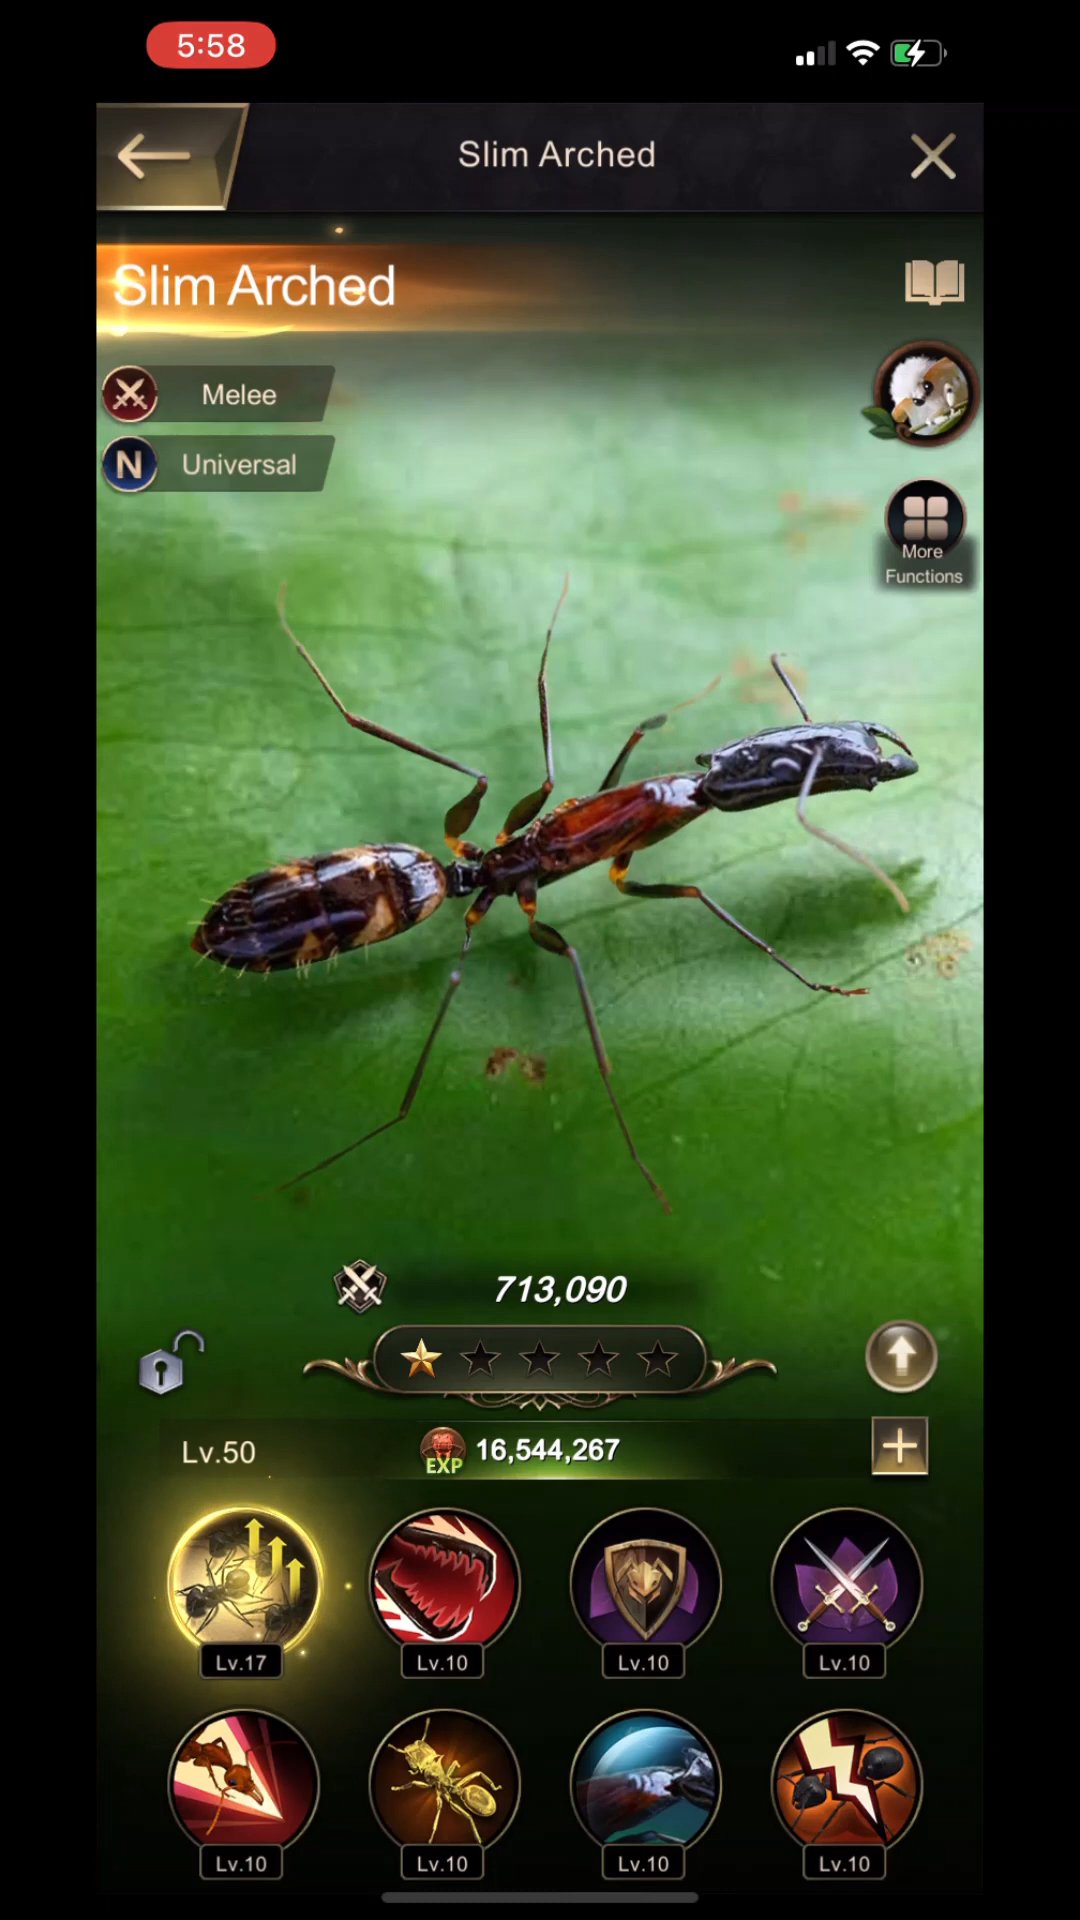 5:58
Slim Arched
Slim Arched
Melee
N Universal
More
Functions
713,090
Lv.50
EXP 16,544,267
Lv.17
Lv.10
Lv.10
Lv.10
Lv.10
Lv.10
Lv.10
Lv.10